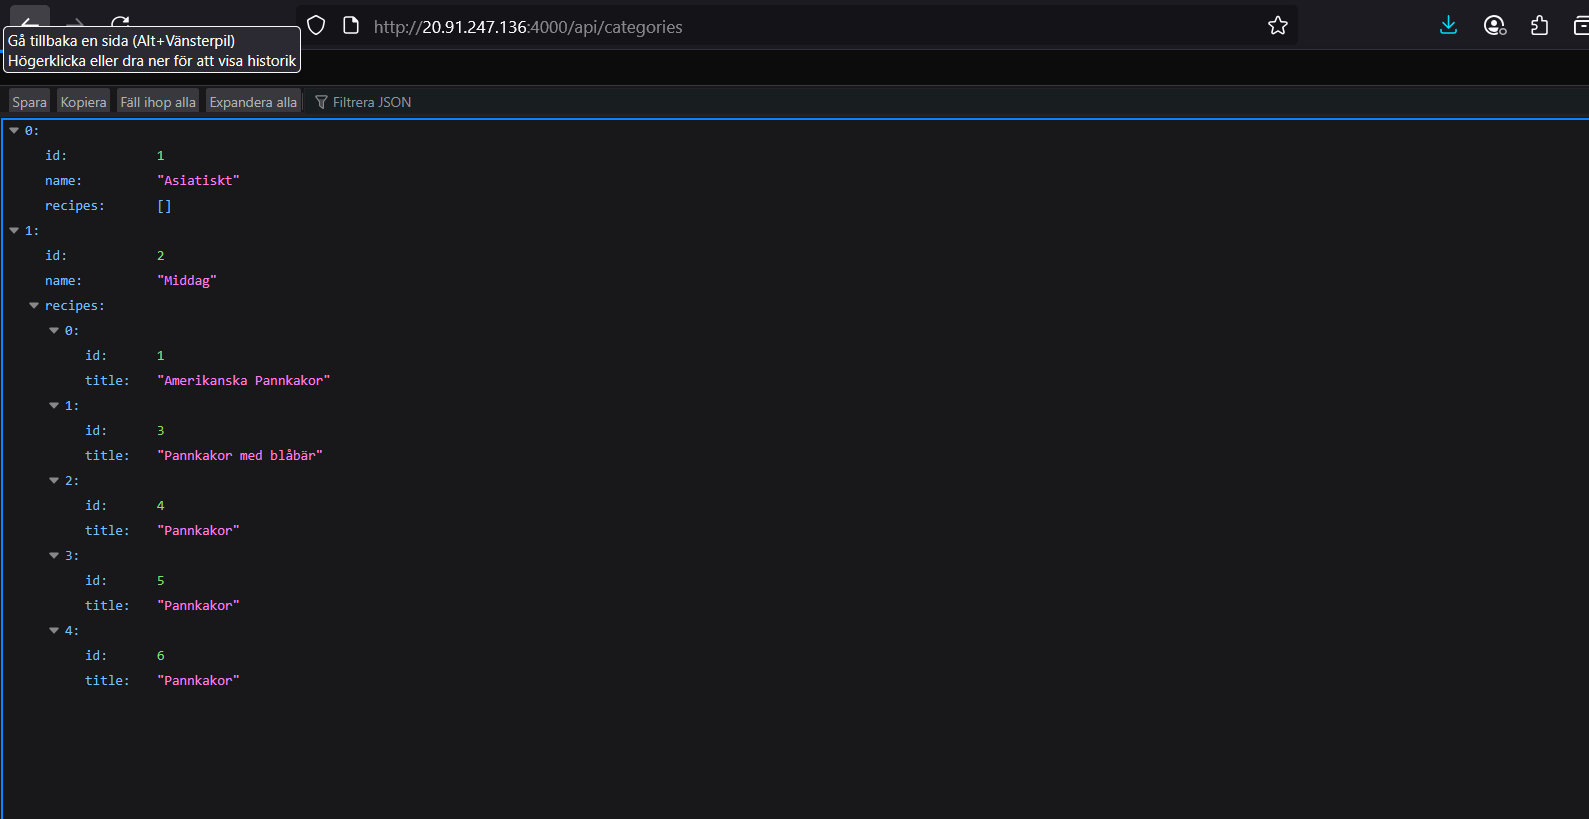 http://20.91.247.136:4000/api/categories
Gå tillbaka en sida (Alt+Vänsterpil)
Högerklicka eller dra ner för att visa historik
Spara Kopiera Fäll ihop alla Expandera alla Filtrera JSON
0:
id: 1
name: "Asiatiskt"
recipes: []
1:
id: 2
name: "Middag"
recipes:
0:
id: 1
title: "Amerikanska Pannkakor"
1:
id: 3
title: "Pannkakor med blåbär"
2:
id: 4
title: "Pannkakor"
3:
id: 5
title: "Pannkakor"
4:
id: 6
title: "Pannkakor"